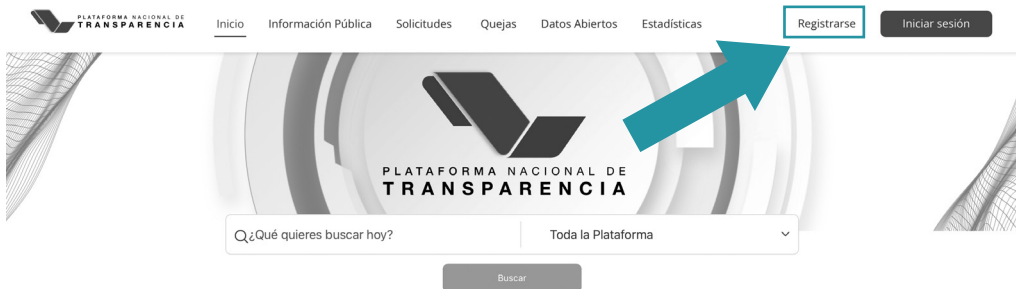 PLATAFORMA NACIONAL DE
TRANSPARENCIA
Inicio Información Pública Solicitudes Quejas Datos Abiertos Estadísticas Registrarse Iniciar sesión
PLATAFORMA NACIONAL DE
TRANSPARENCIA
¿Qué quieres buscar hoy? Toda la Plataforma
Buscar